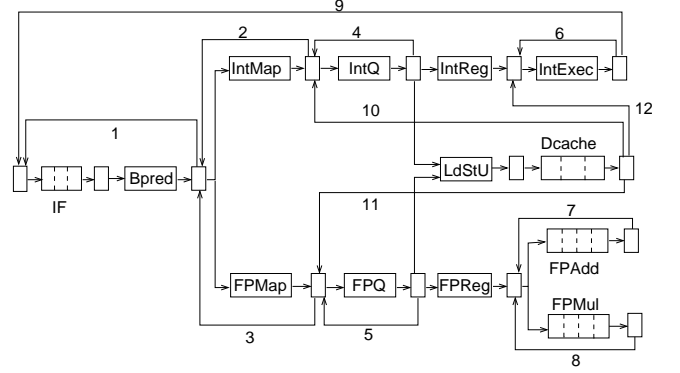 9
2 4 6
IntMap IntQ IntReg IntExec
10 12
1
Dcache
Bpred LdStU
IF
11
7
FPAdd
FPMap FPQ FPReg
FPMul
3 5
8